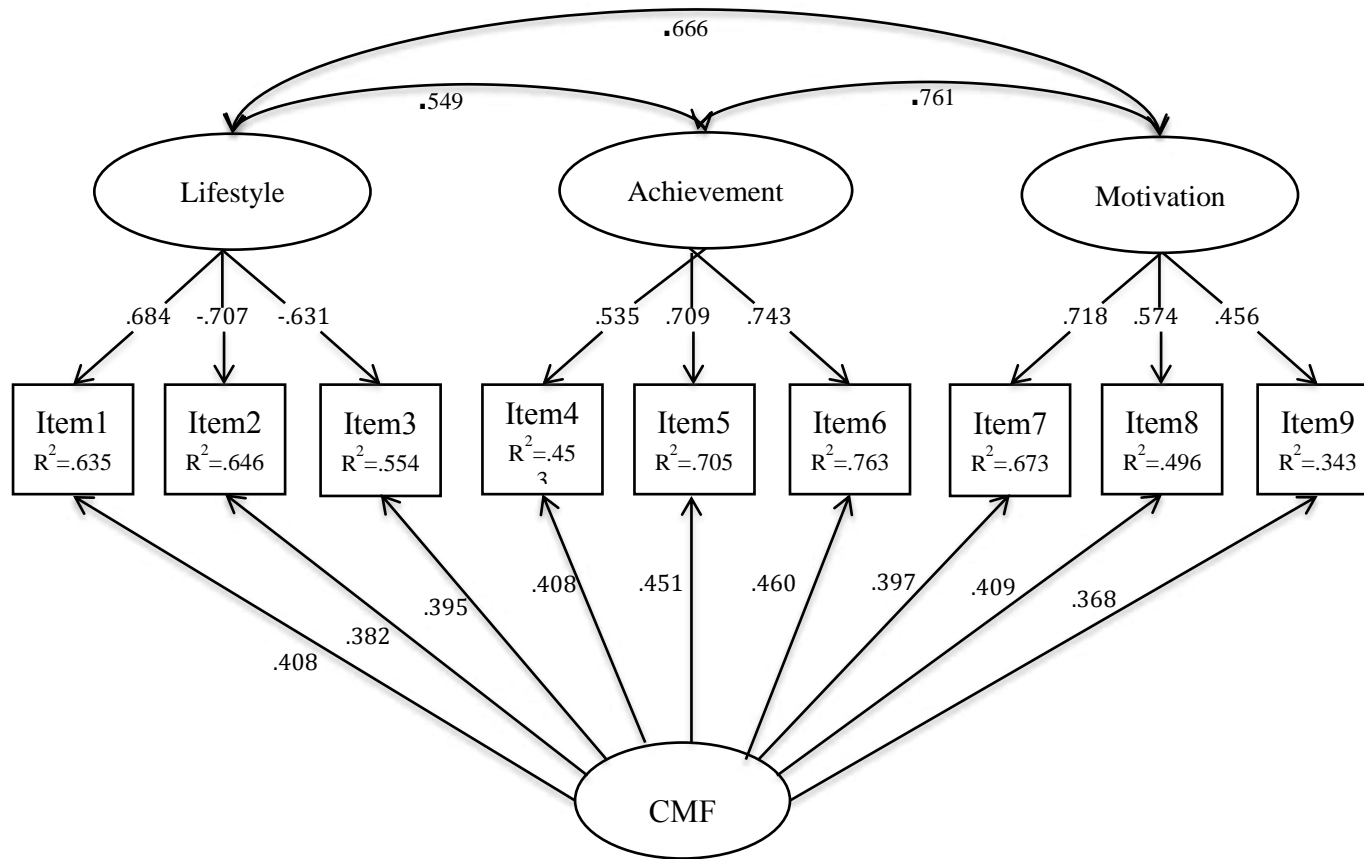 .666
.549
.761
Lifestyle
Achievement
Motivation
.684
-.707
-.631
.535
.709
.743
.718
.574
.456
Item1
R²=.635
Item2
R²=.646
Item3
R²=.554
Item4
R²=.45
3
Item5
R²=.705
Item6
R²=.763
Item7
R²=.673
Item8
R²=.496
Item9
R²=.343
.408
.382
.395
.408
.451
.460
.397
.409
.368
CMF